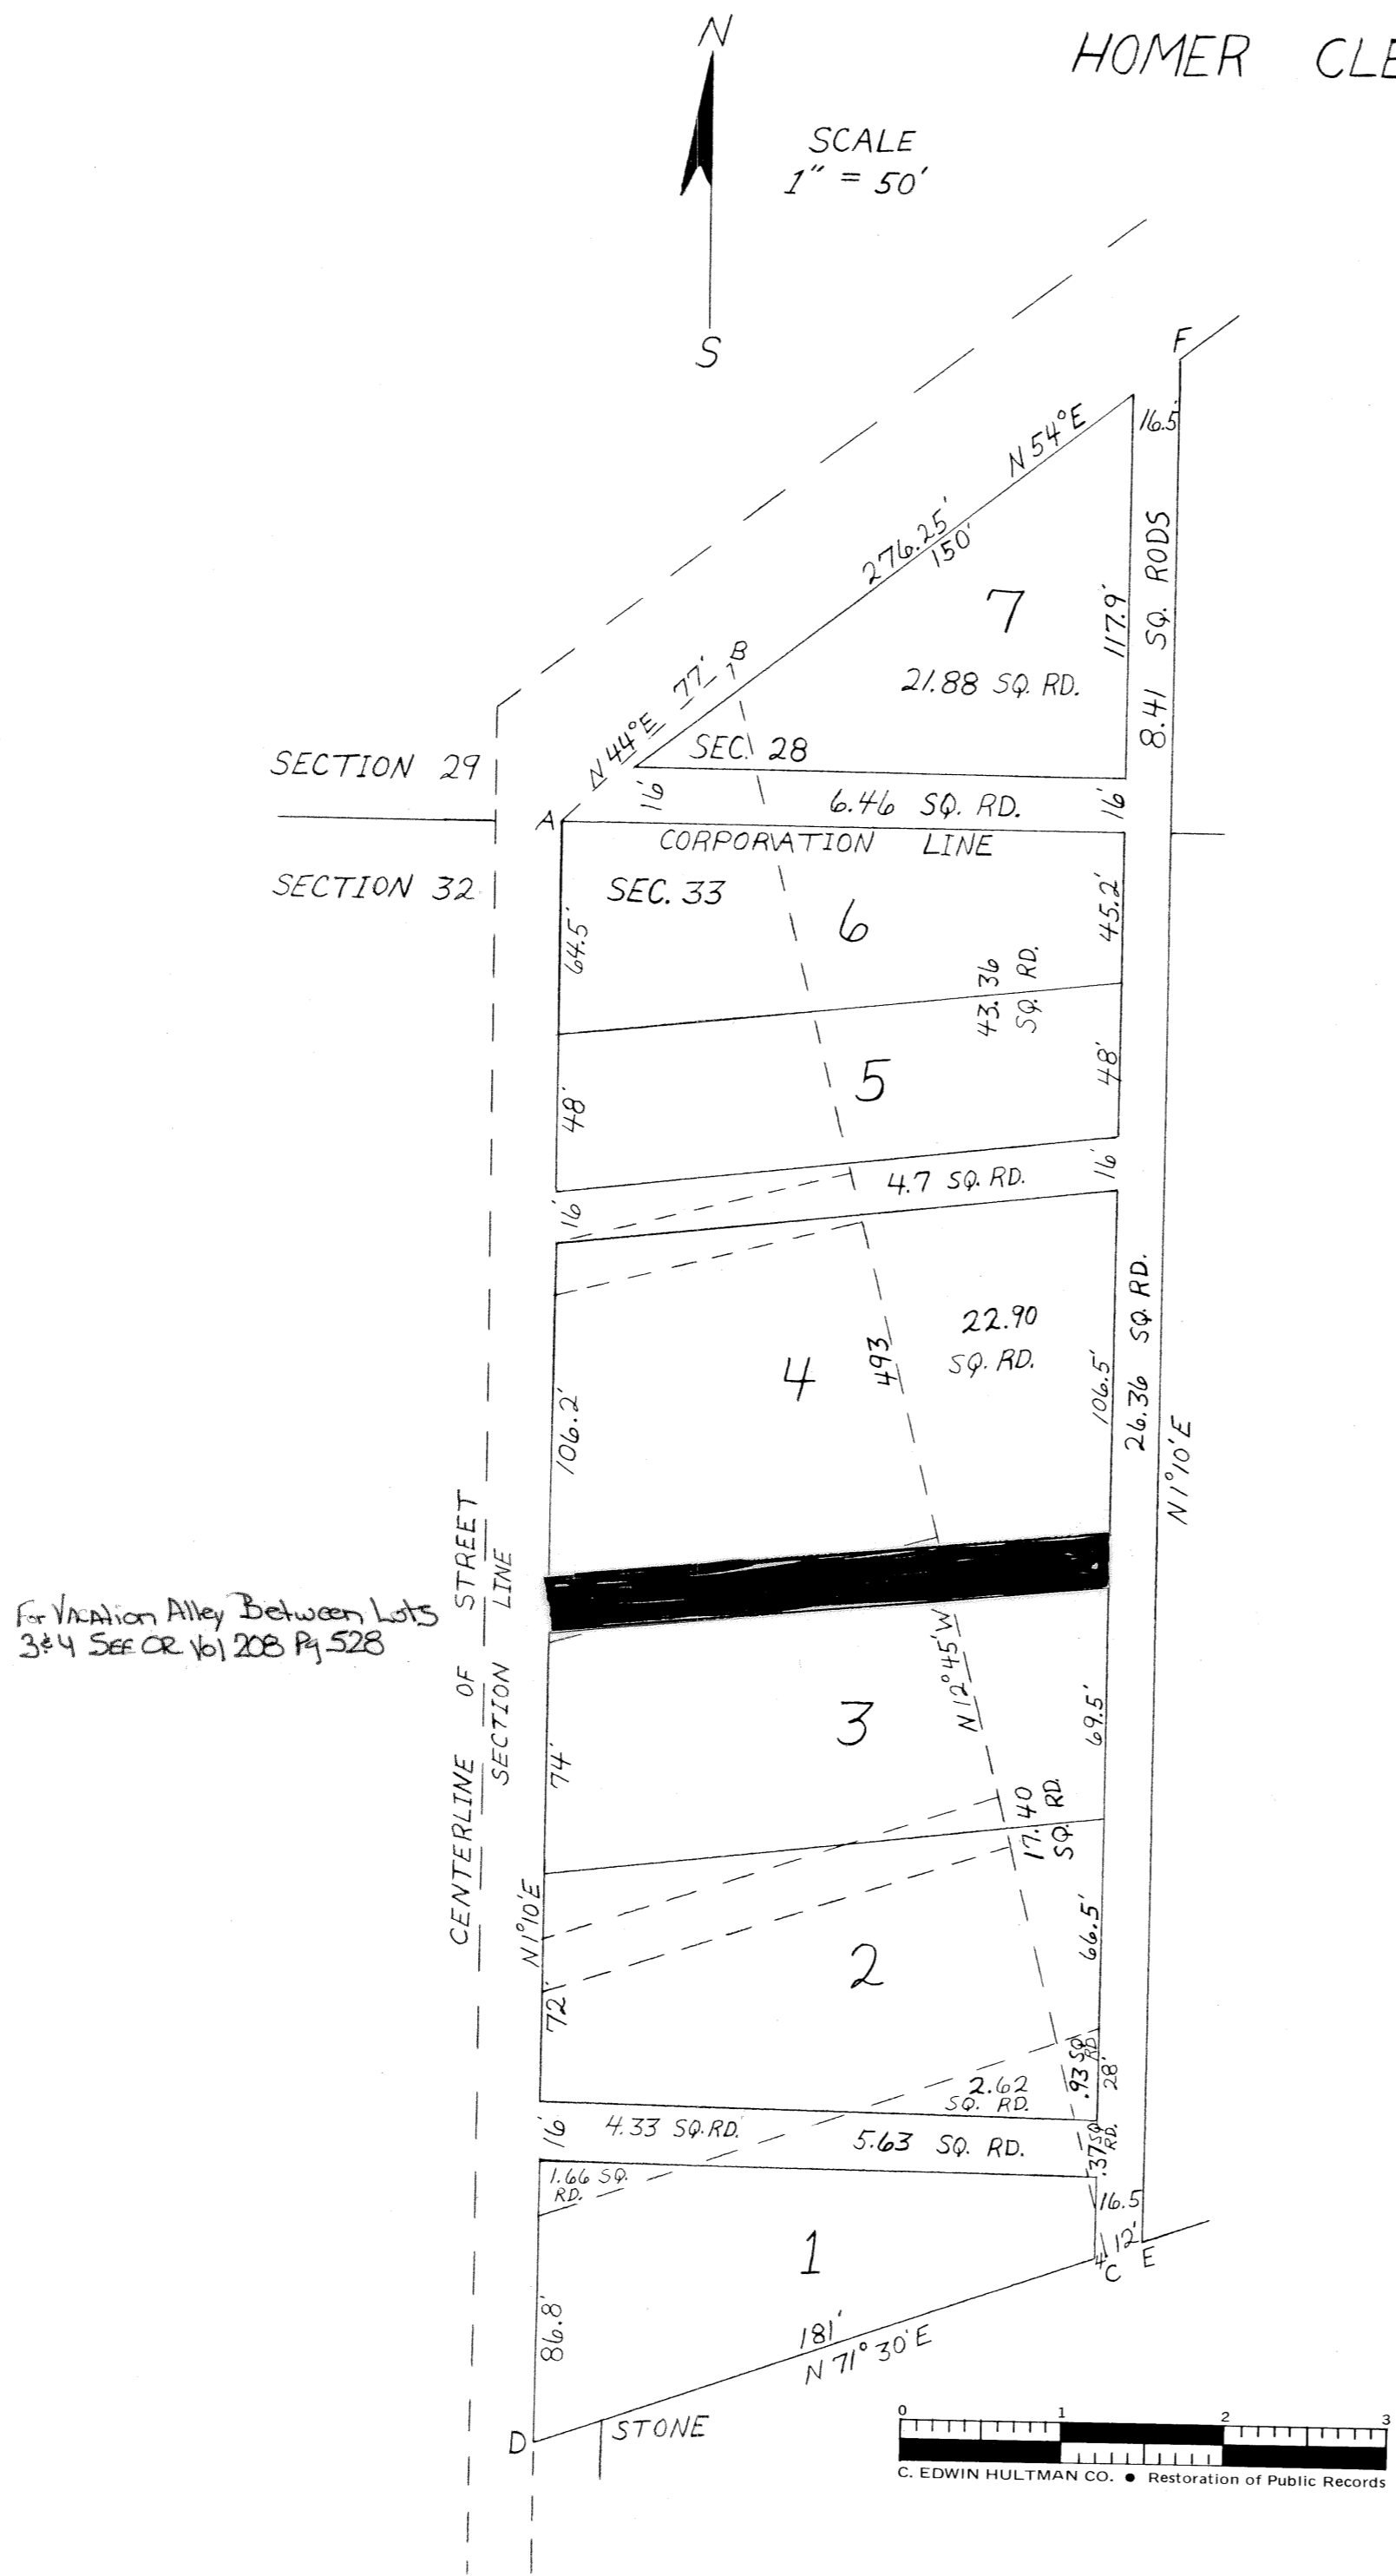 N
HOMER CLE
SCALE
1" = 50'
S
F
16.5'
N 54°E
276.25'
150'
8.41 SQ. RODS
7
117.9'
21.88 SQ. RD.
B
N 44°E 77'
SEC. 28
SECTION 29
16'
6.46 SQ. RD.
16'
A
CORPORATION LINE
SECTION 32
SEC. 33
6
64.5'
45.2'
43.36
SQ. RD.
5
48'
48'
16'
4.7 SQ. RD.
16'
22.90
SQ. RD.
4
493
106.2'
106.5'
26.36 SQ. RD.
N 1°10'E
For VACAtion Alley Between Lots
3&4 SEE OR Vol 208 Pg 528
CENTERLINE OF STREET
SECTION LINE
N 12°45'W
3
74'
69.5'
17.40
SQ. RD.
N 1°10'E
2
72'
66.5'
.93 SQ.
RD.
28'
2.62
SQ. RD.
16'
4.33 SQ. RD.
5.63 SQ. RD.
.37 SQ.
RD.
1.66 SQ.
RD.
16.5
1
4'
12'
C
E
86.8'
181'
N 71°30'E
D
STONE
0 1 2 3
C. EDWIN HULTMAN CO. ● Restoration of Public Records